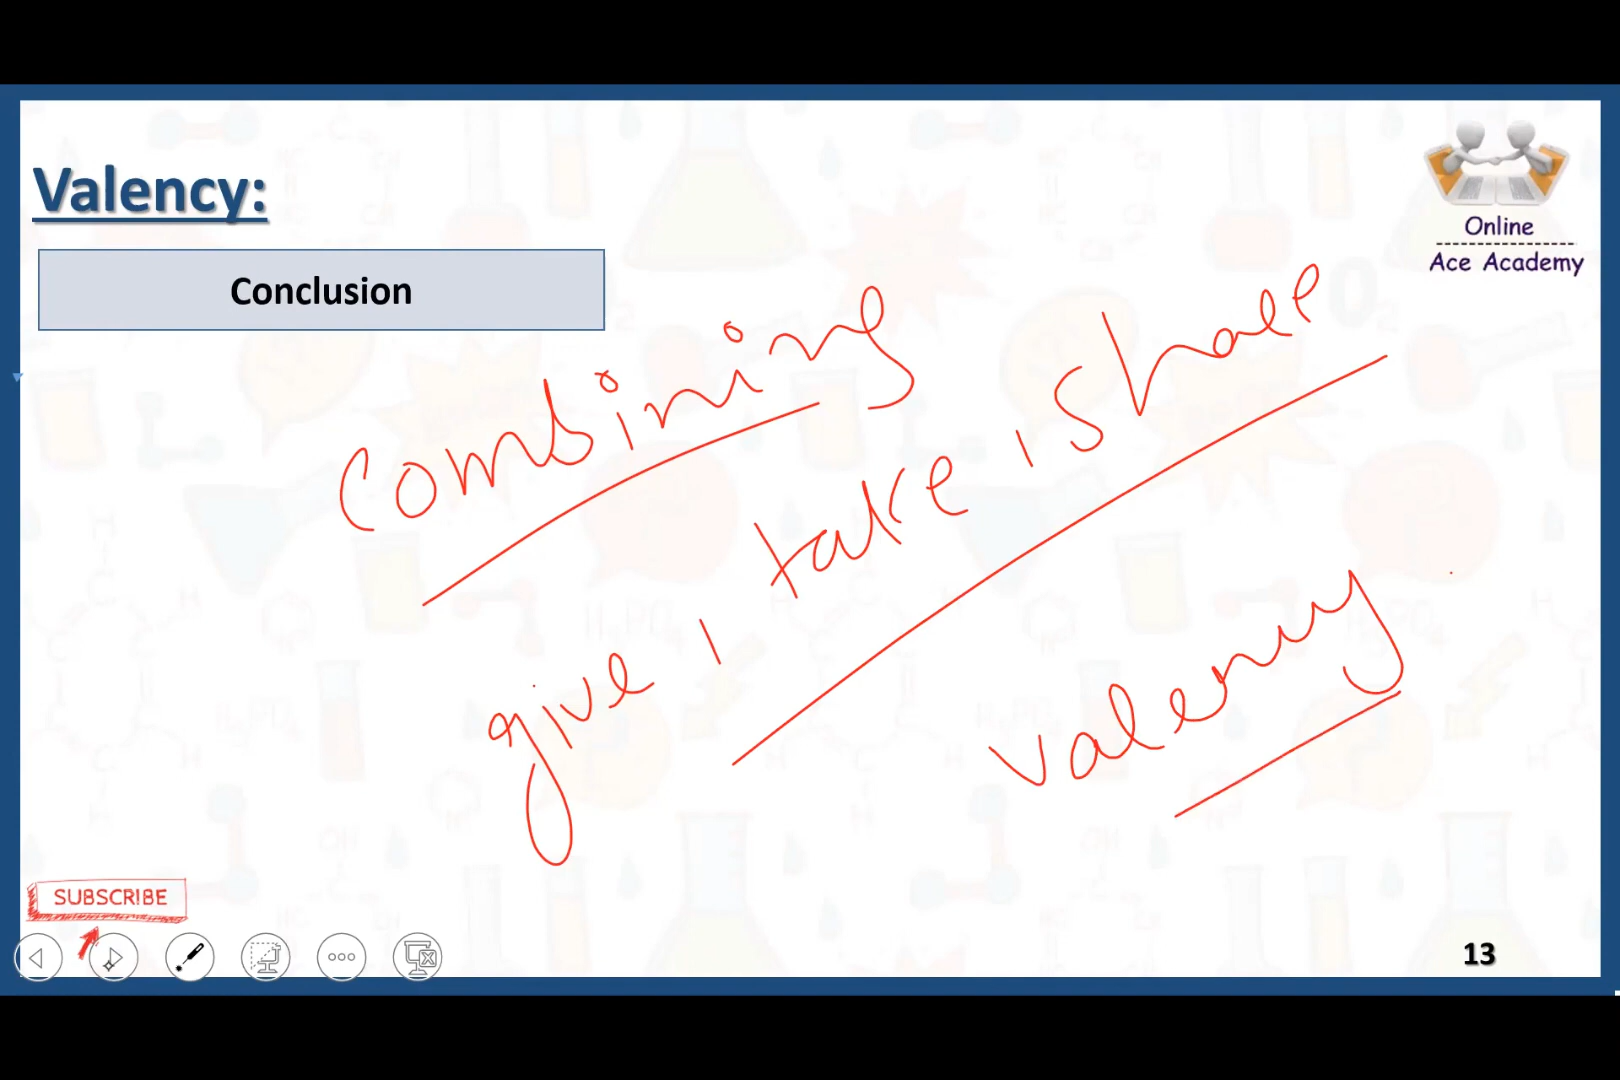 Valency:
Online
Ace Academy
Conclusion
combining
give, take, share
valency
SUBSCRIBE
13